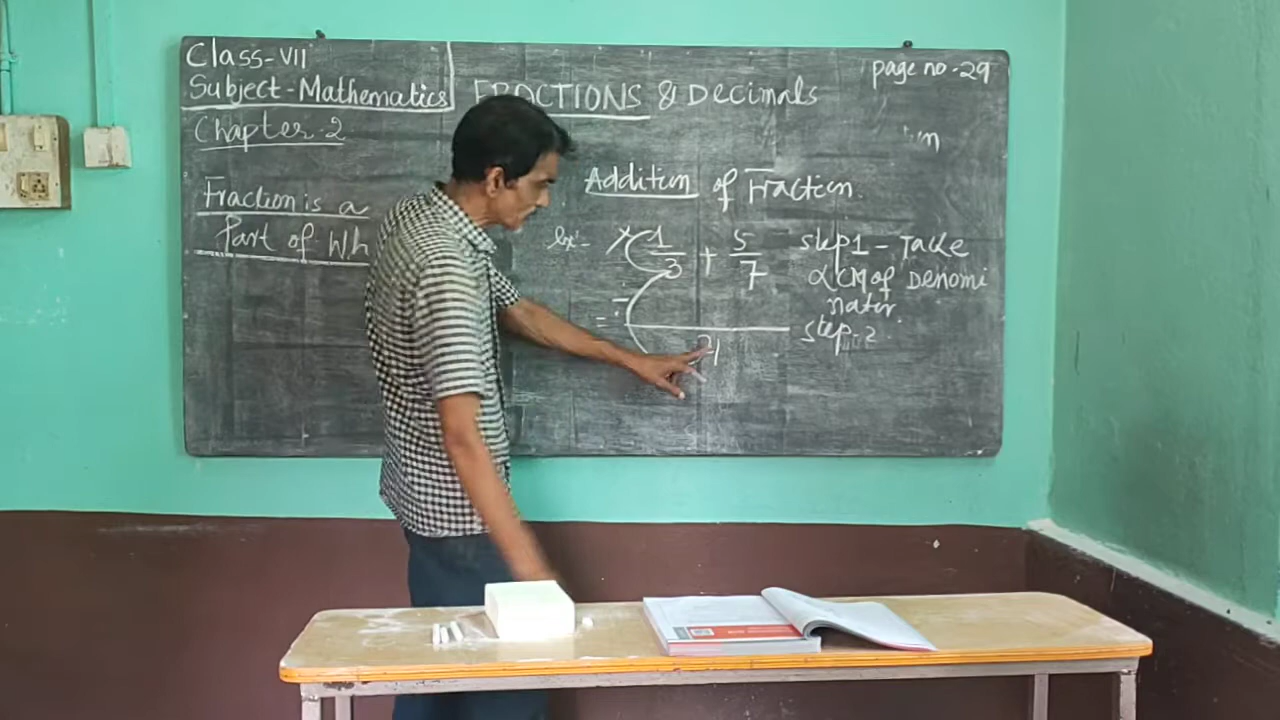 Class-VII
Subject-Mathematics
FRACTIONS & Decimals
page no-29
Chapter.2
Fraction is a
Part of Wh
Addition of Fraction.
Ex:- × 1/3 + 5/7
÷
= 21
step1 - Take
LCM of Denomi
nator.
step-2